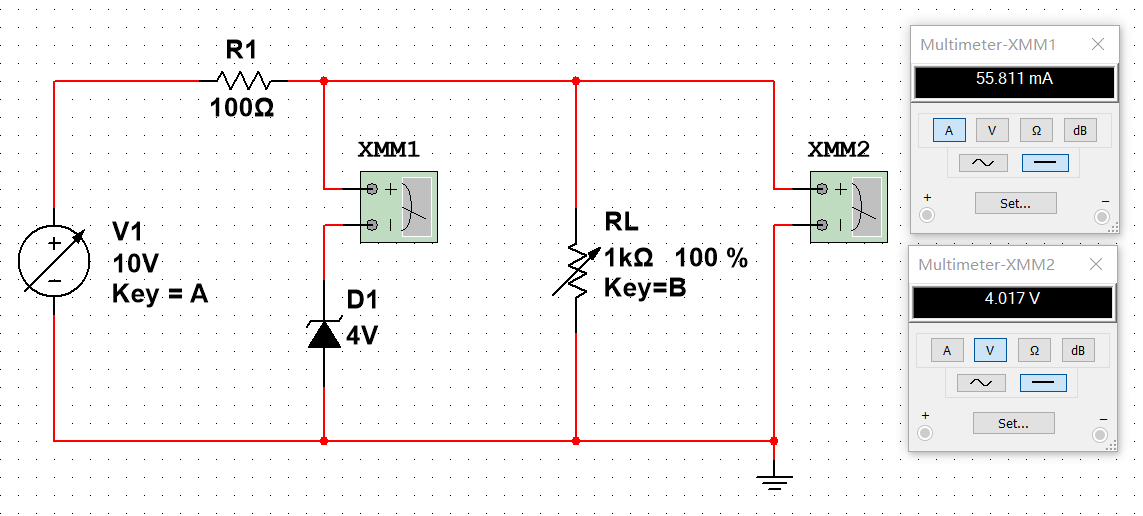 R1
100Ω
XMM1
XMM2
V1
10V
Key = A
D1
4V
RL
1kΩ 100 %
Key=B
Multimeter-XMM1
55.811 mA
A V Ω dB
+ Set... −
Multimeter-XMM2
4.017 V
A V Ω dB
+ Set... −